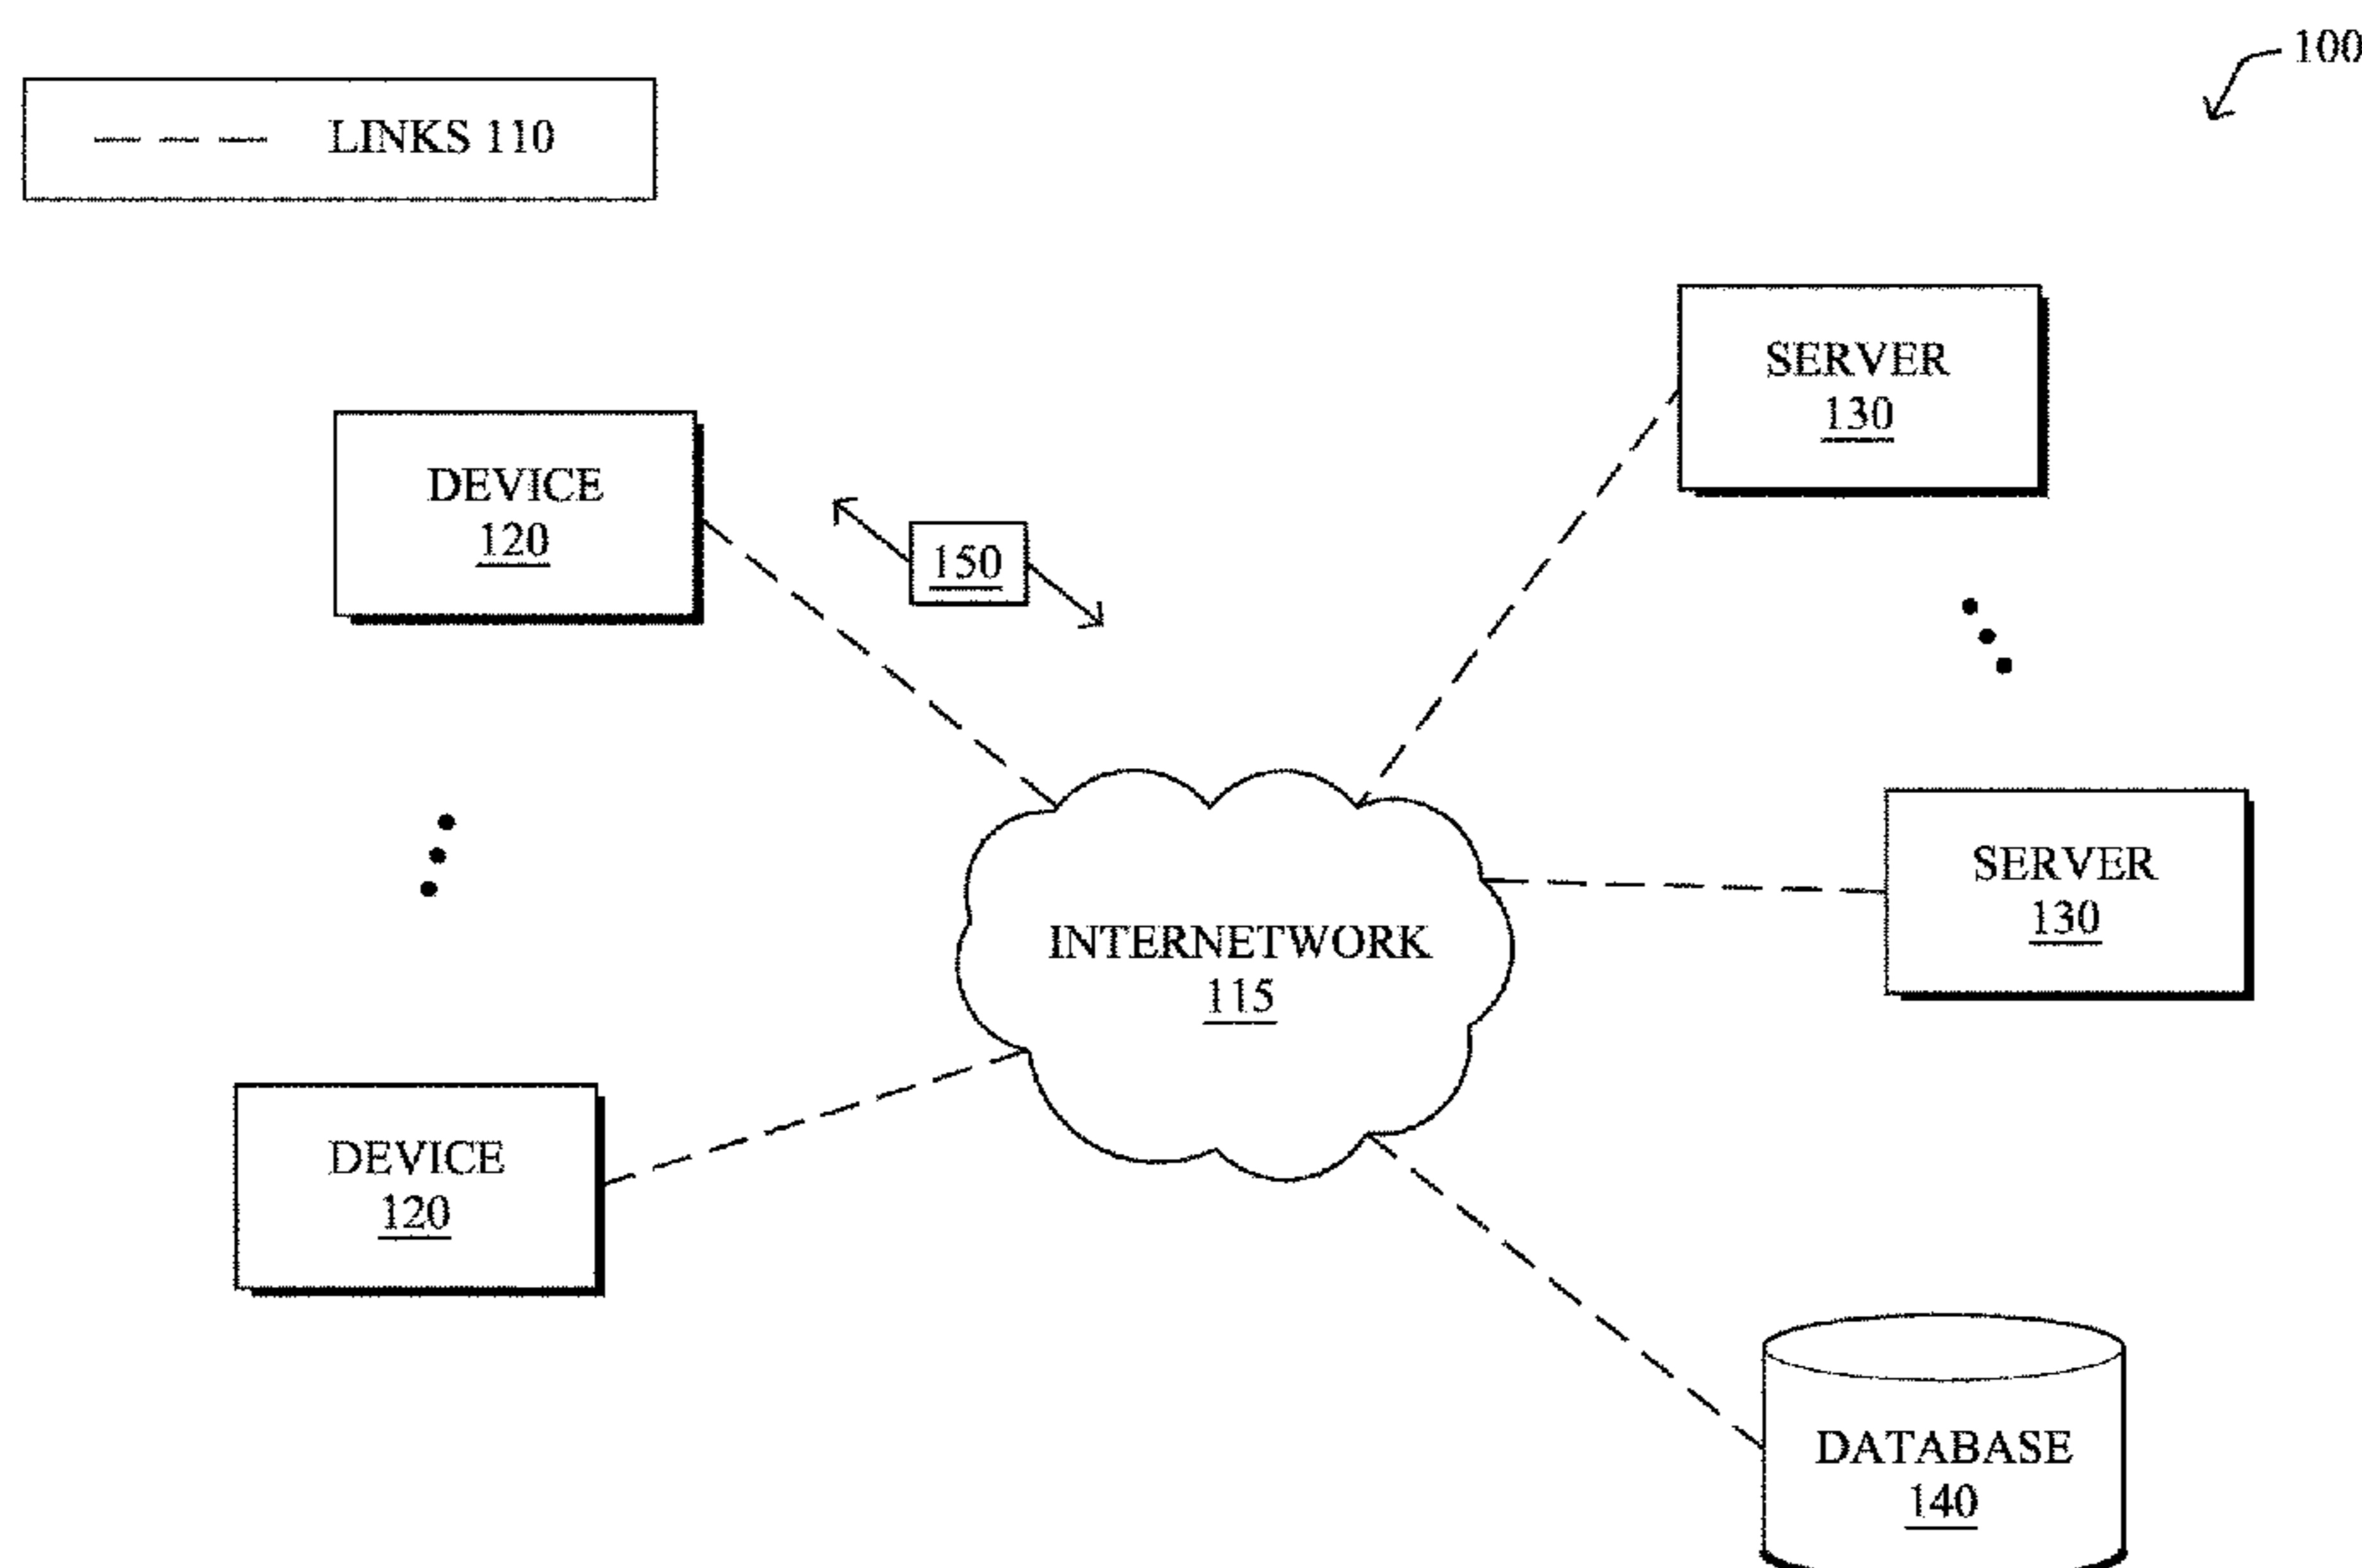 100
LINKS 110
SERVER
130
DEVICE
120
150
SERVER
130
INTERNETWORK
115
DEVICE
120
DATABASE
140